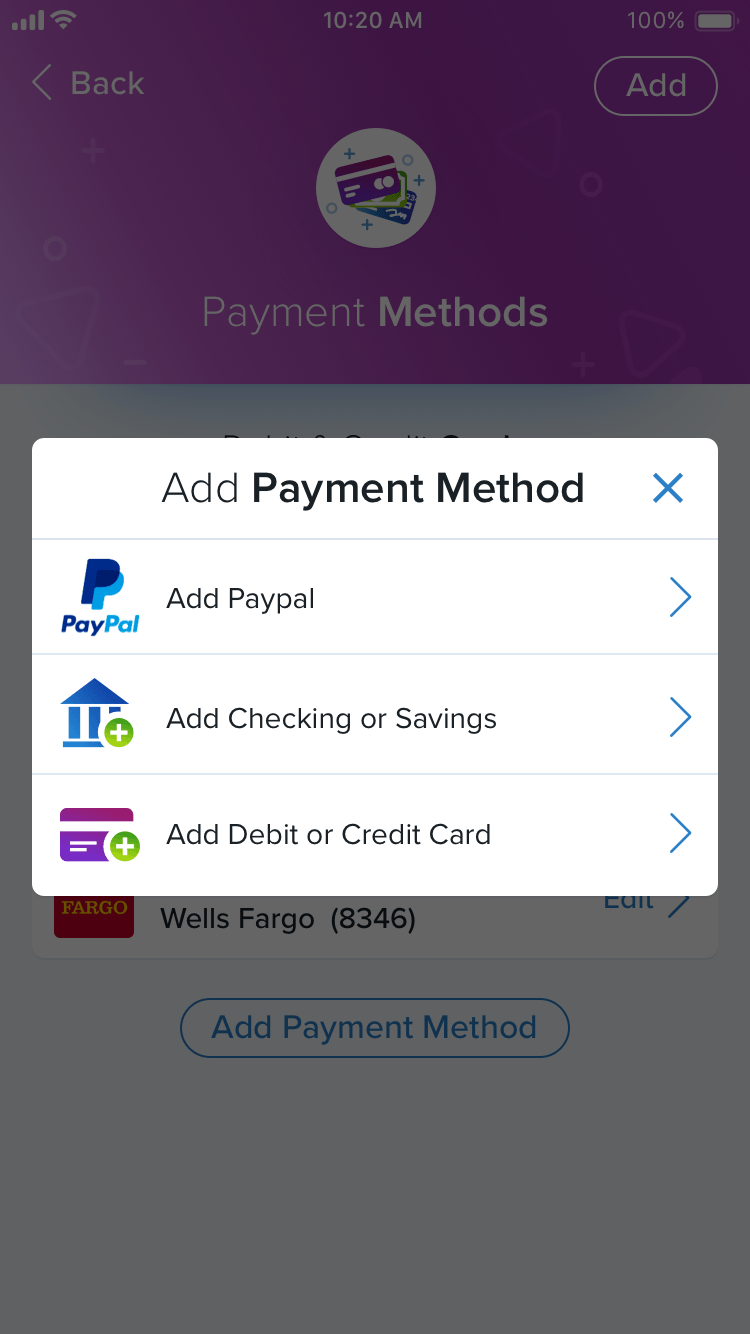 10:20 AM
100%
Back
Add
Payment Methods
Add Payment Method
PayPal
Add Paypal
Add Checking or Savings
Add Debit or Credit Card
FARGO
Edit
Wells Fargo (8346)
Add Payment Method